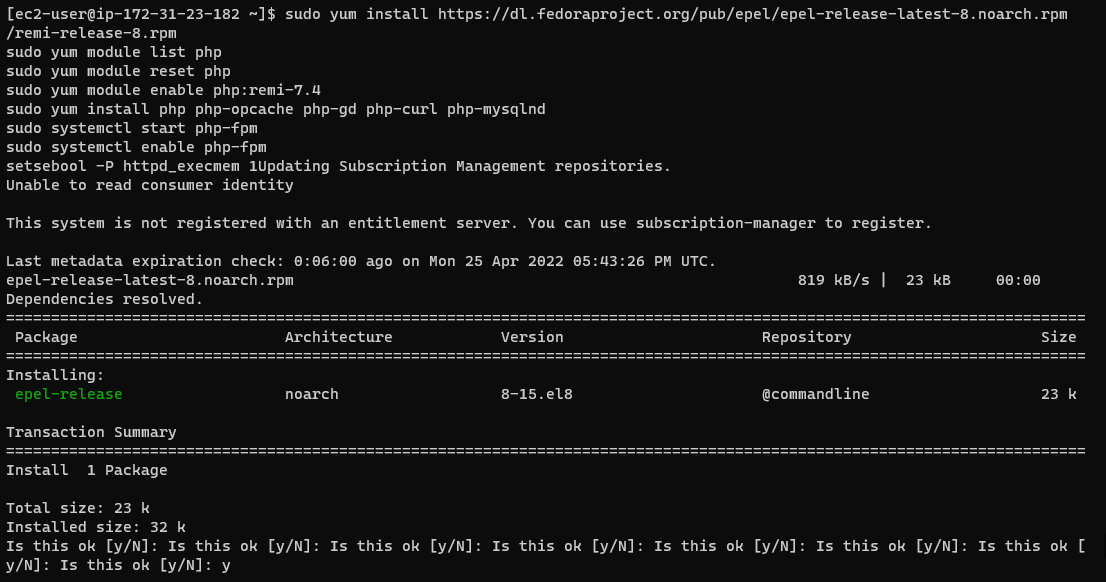 [ec2-user@ip-172-31-23-182 ~]$ sudo yum install https://dl.fedoraproject.org/pub/epel/epel-release-latest-8.noarch.rpm
/remi-release-8.rpm
sudo yum module list php
sudo yum module reset php
sudo yum module enable php:remi-7.4
sudo yum install php php-opcache php-gd php-curl php-mysqlnd
sudo systemctl start php-fpm
sudo systemctl enable php-fpm
setsebool -P httpd_execmem 1Updating Subscription Management repositories.
Unable to read consumer identity

This system is not registered with an entitlement server. You can use subscription-manager to register.

Last metadata expiration check: 0:06:00 ago on Mon 25 Apr 2022 05:43:26 PM UTC.
epel-release-latest-8.noarch.rpm                                                        819 kB/s |  23 kB     00:00
Dependencies resolved.
========================================================================================================================
 Package                       Architecture            Version                      Repository                     Size
========================================================================================================================
Installing:
 epel-release                  noarch                  8-15.el8                     @commandline                   23 k

Transaction Summary
========================================================================================================================
Install  1 Package

Total size: 23 k
Installed size: 32 k
Is this ok [y/N]: Is this ok [y/N]: Is this ok [y/N]: Is this ok [y/N]: Is this ok [y/N]: Is this ok [y/N]: Is this ok [
y/N]: Is this ok [y/N]: y